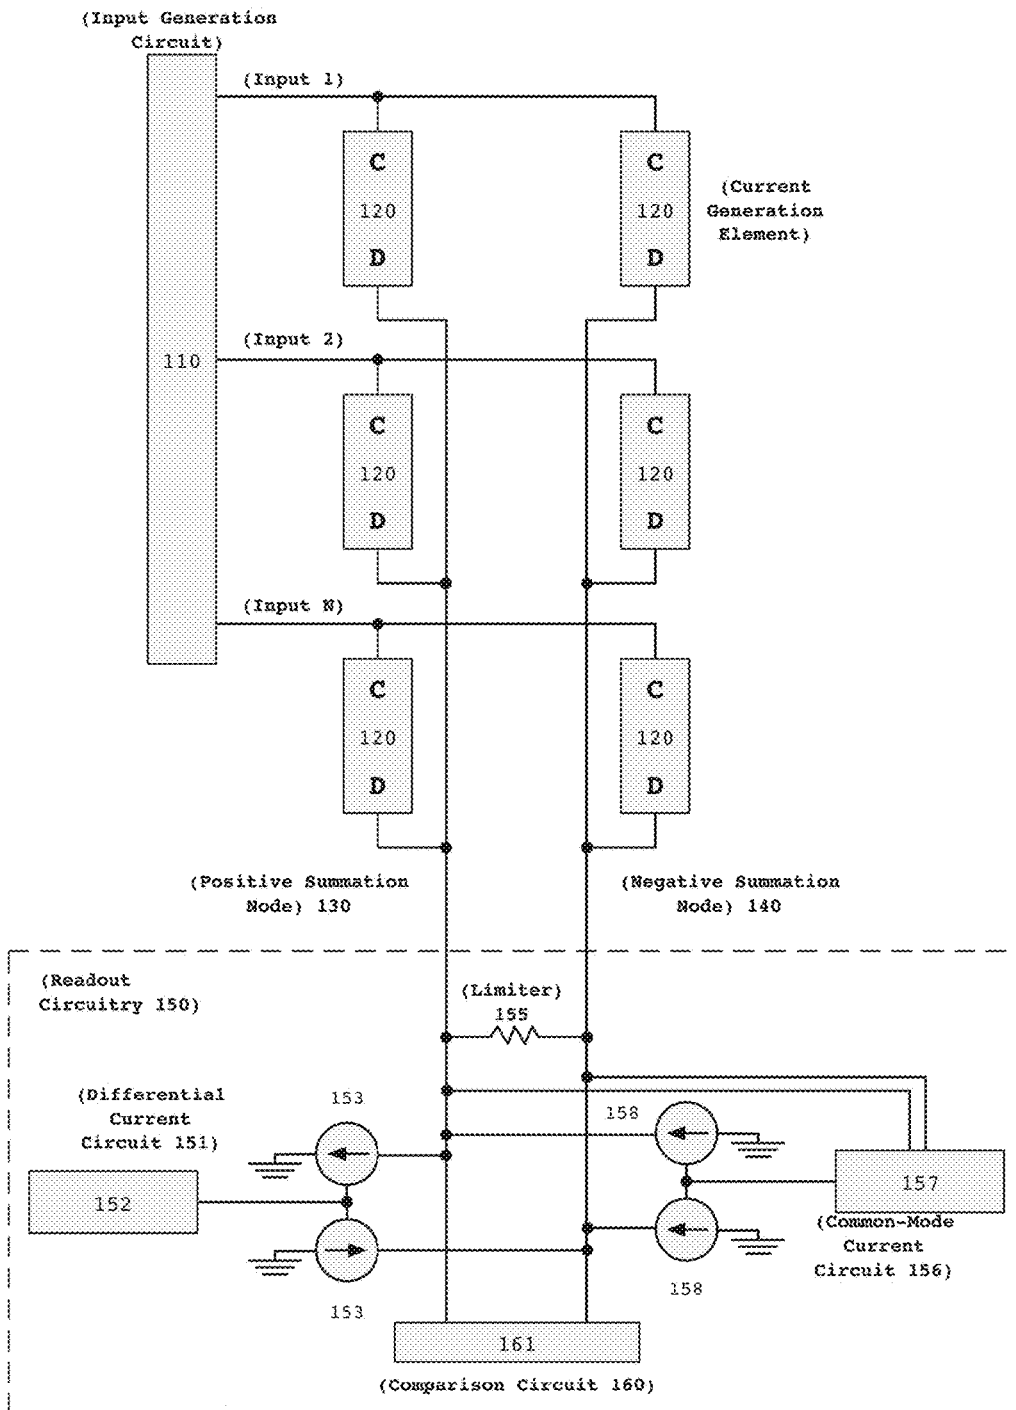 (Input Generation
Circuit)
(Input 1)
C
120
D
C
120
D
(Current
Generation
Element)
(Input 2)
110
C
120
D
C
120
D
(Input N)
C
120
D
C
120
D
(Positive Summation
Node) 130
(Negative Summation
Node) 140
(Readout
Circuitry 150)
(Limiter)
155
(Differential
Current
Circuit 151)
153
158
152
157
(Common-Mode
Current
Circuit 156)
153
158
161
(Comparison Circuit 160)